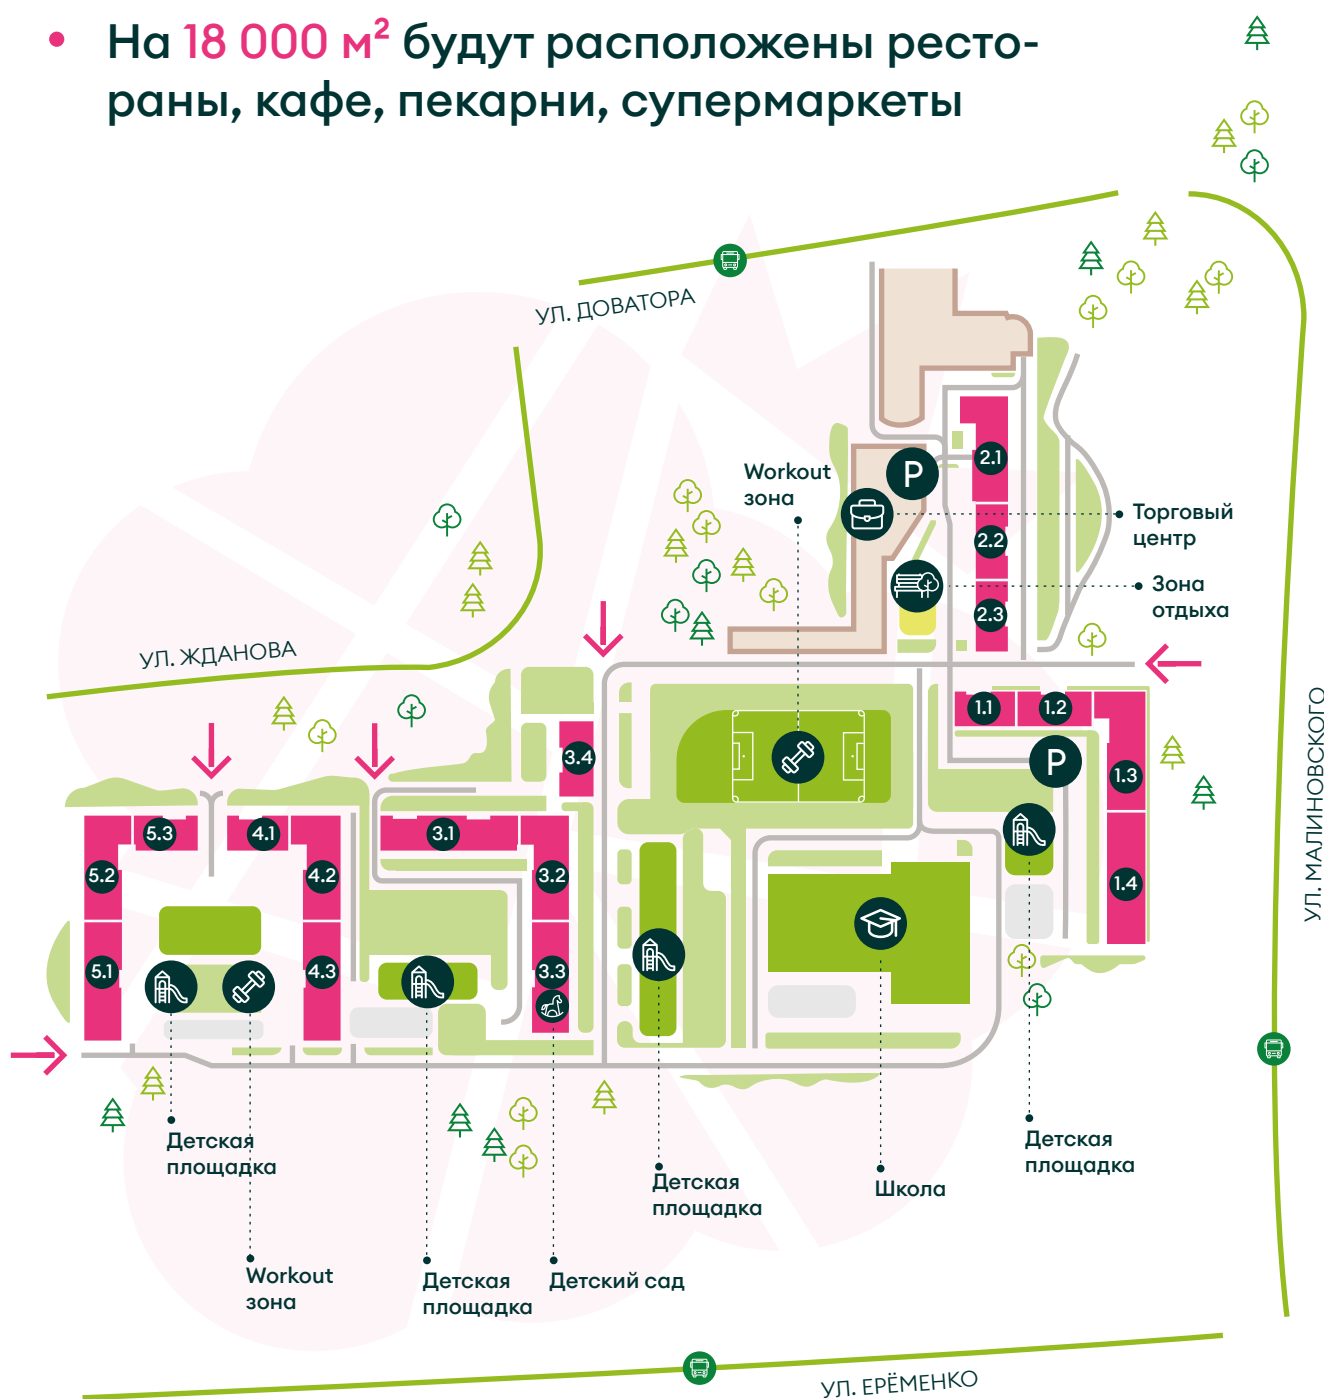 • На 18 000 м² будут расположены ресто-
раны, кафе, пекарни, супермаркеты
УЛ. ДОВАТОРА
УЛ. ЖДАНОВА
УЛ. МАЛИНОВСКОГО
Workout
зона
P
2.1
2.2
2.3
Торговый
центр
Зона
отдыха
1.1
1.2
1.3
1.4
P
3.4
5.3
4.1
3.1
5.2
4.2
3.2
5.1
4.3
3.3
Детская
площадка
Workout
зона
Детская
площадка
Детский сад
Детская
площадка
Школа
Детская
площадка
УЛ. ЕРЁМЕНКО